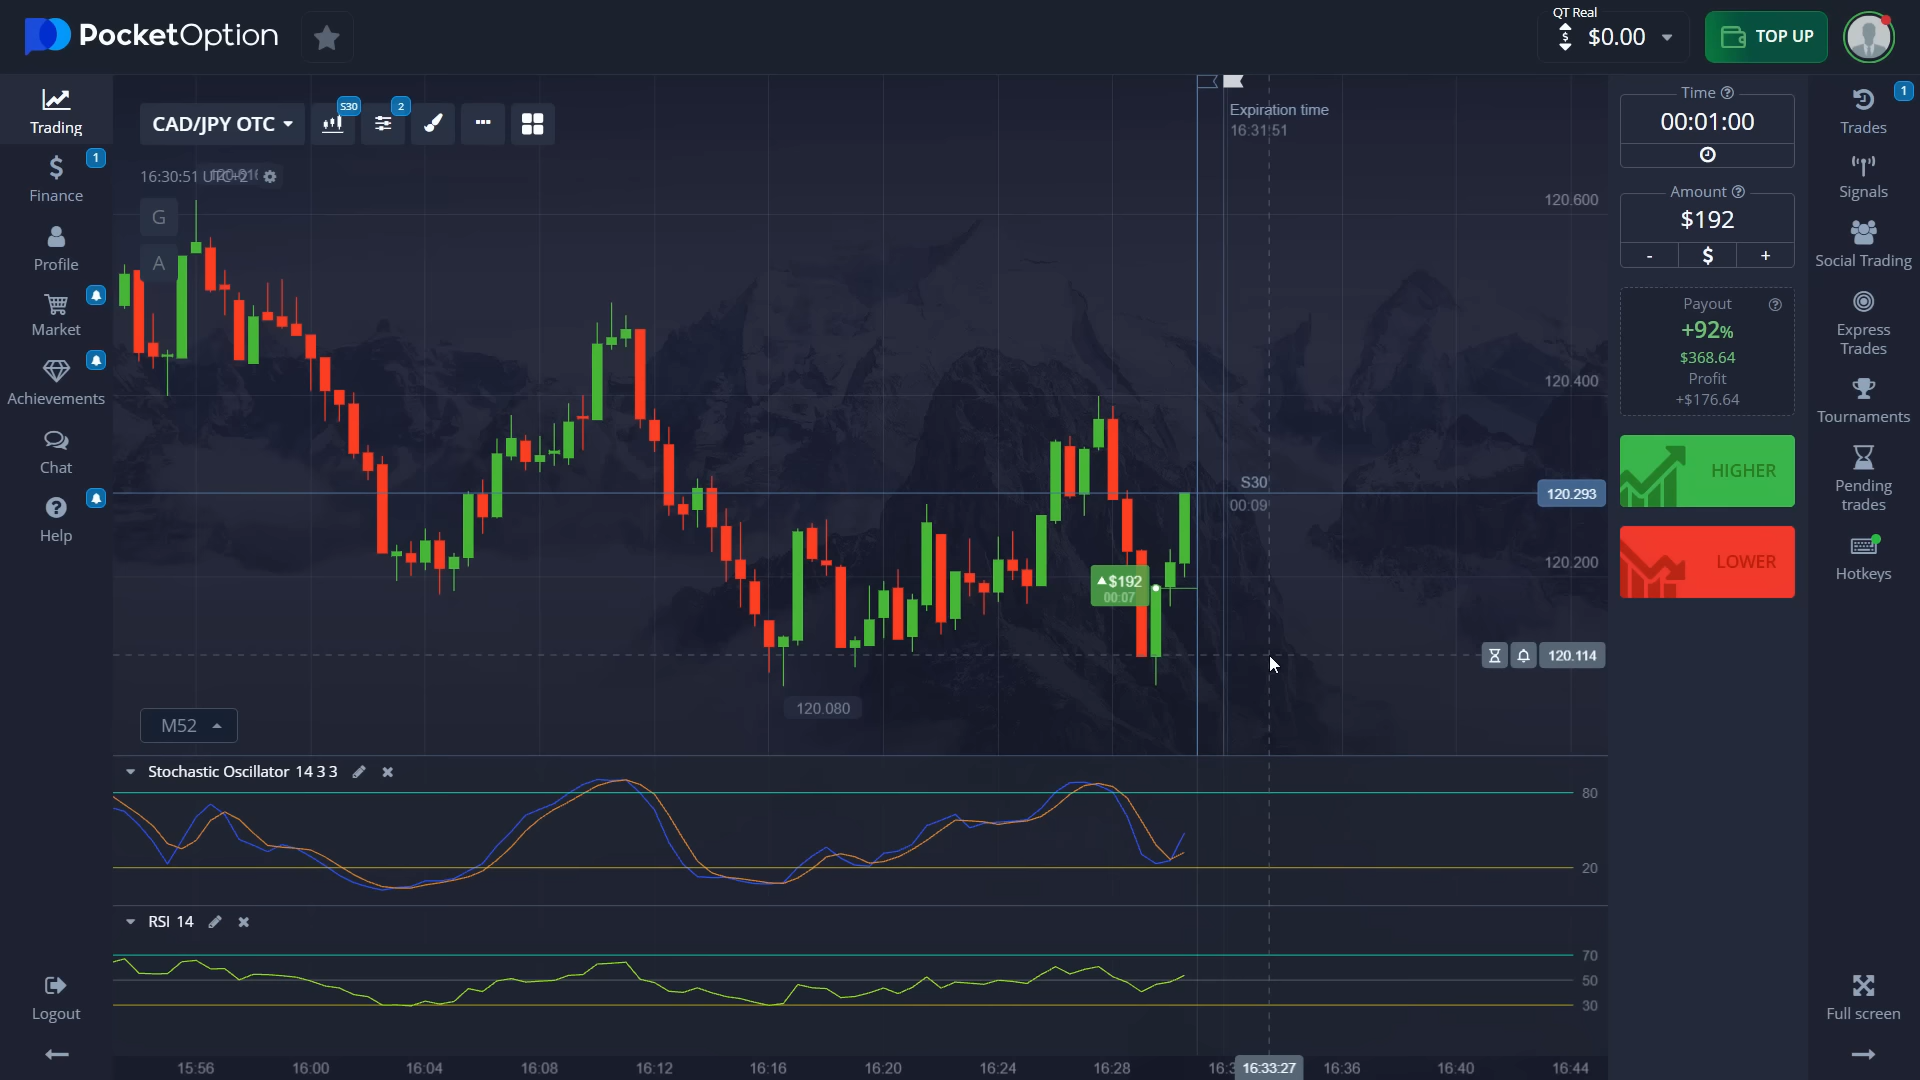 PocketOption
QT Real
$0.00
TOP UP
Trading
1
Finance
Profile
Market
Achievements
Chat
?
Help
Logout
CAD/JPY OTC
S30
2
16:30:51 UTC+2
G
A
Expiration time
16:31:51
120.600
120.400
S30
00:09
120.293
120.200
▲$192
00:07
120.114
120.080
M52
Stochastic Oscillator 14 3 3
80
20
RSI 14
70
50
30
15:56
16:00
16:04
16:08
16:12
16:16
16:20
16:24
16:28
16:33:27
16:36
16:40
16:44
Time ?
00:01:00
Amount ?
$192
- $ +
Payout ?
+92%
$368.64
Profit
+$176.64
HIGHER
LOWER
1
Trades
Signals
Social Trading
Express
Trades
Tournaments
Pending
trades
Hotkeys
Full screen